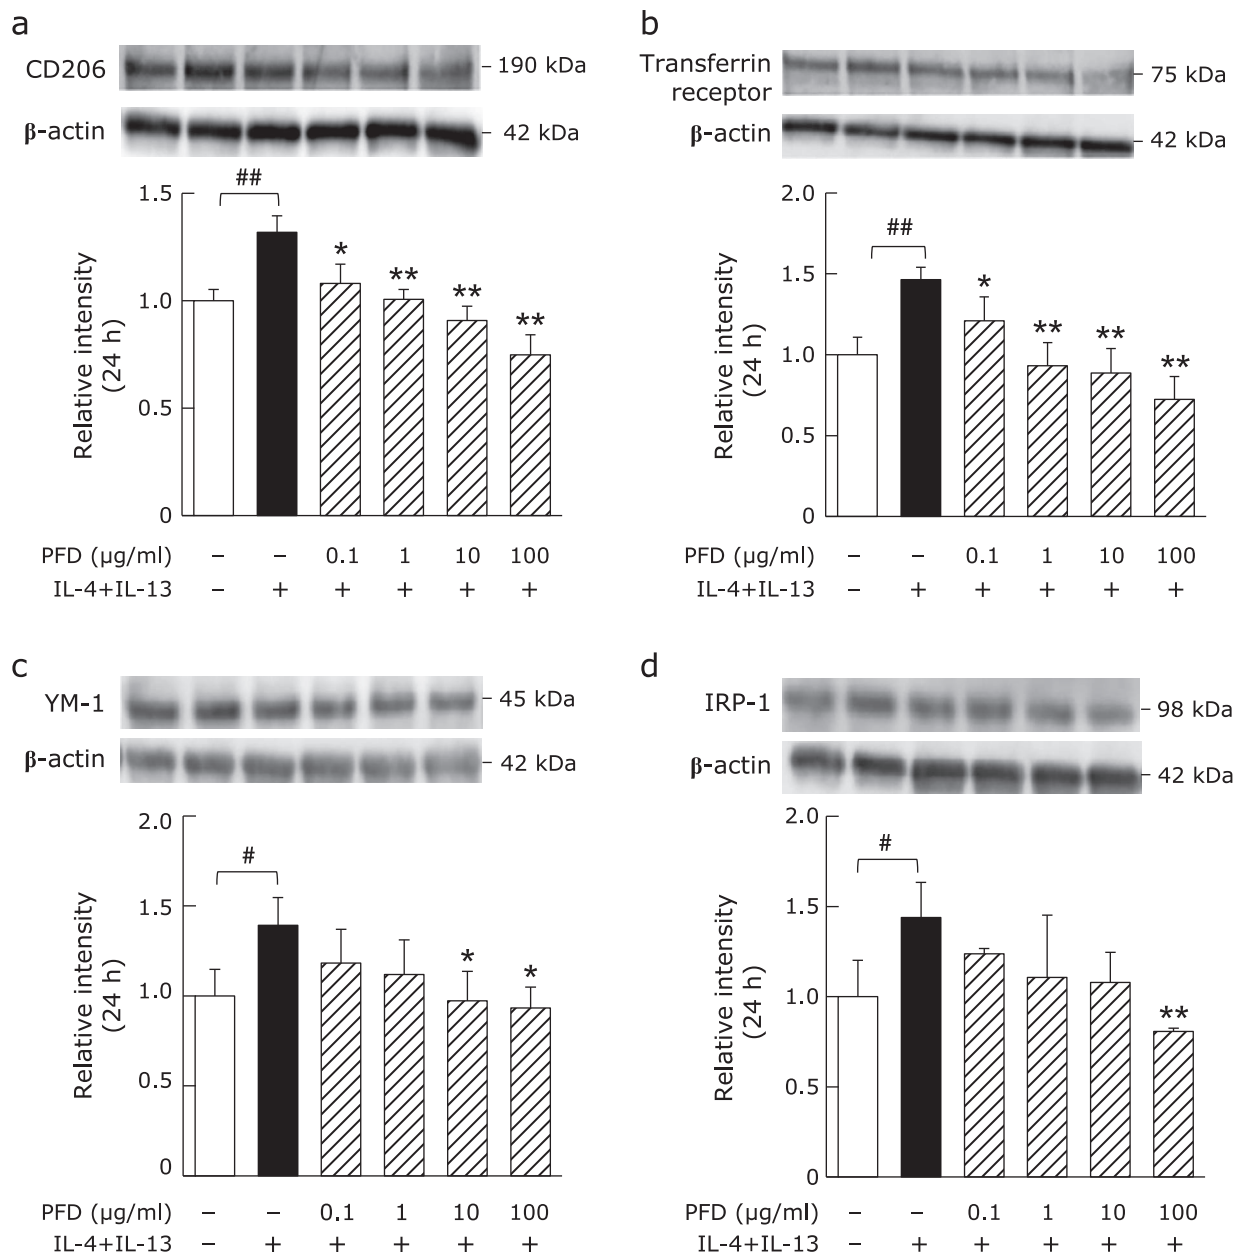 a
CD206
190 kDa
β-actin
42 kDa
##
*
**
**
**
1.5
1.0
0.5
0
Relative intensity
(24 h)
PFD (µg/ml) – – 0.1 1 10 100
IL-4+IL-13 – + + + + +
b
Transferrin
receptor
75 kDa
β-actin
42 kDa
##
*
**
**
**
2.0
1.5
1.0
0.5
0
Relative intensity
(24 h)
PFD (µg/ml) – – 0.1 1 10 100
IL-4+IL-13 – + + + + +
c
YM-1
45 kDa
β-actin
42 kDa
#
*
*
2.0
1.5
1.0
0.5
0
Relative intensity
(24 h)
PFD (µg/ml) – – 0.1 1 10 100
IL-4+IL-13 – + + + + +
d
IRP-1
98 kDa
β-actin
42 kDa
#
**
2.0
1.5
1.0
0.5
0
Relative intensity
(24 h)
PFD (µg/ml) – – 0.1 1 10 100
IL-4+IL-13 – + + + + +